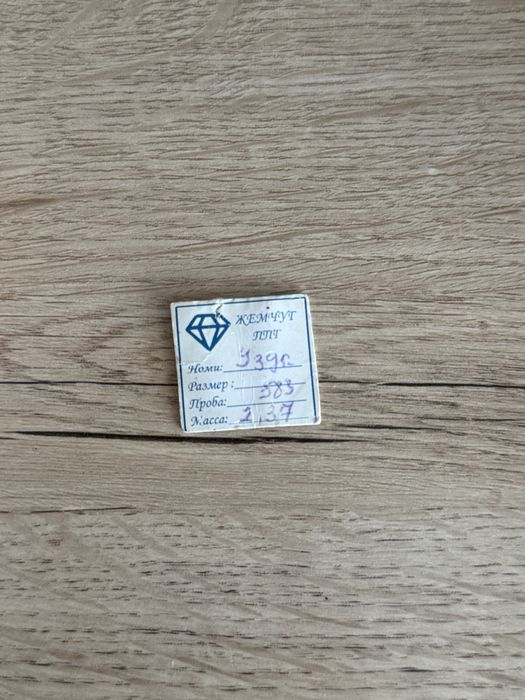 ЖЕМЧУГ
ППГ
Номи:
Размер:
Проба: 583
Масса: 2,37